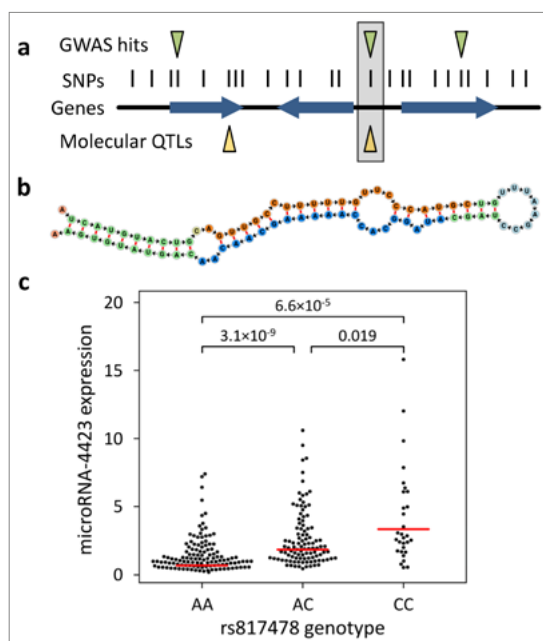 a
GWAS hits
SNPs
Genes
Molecular QTLs
b
c
microRNA-4423 expression
20
15
10
5
0
6.6×10⁻⁵
3.1×10⁻⁹
0.019
AA
AC
CC
rs817478 genotype